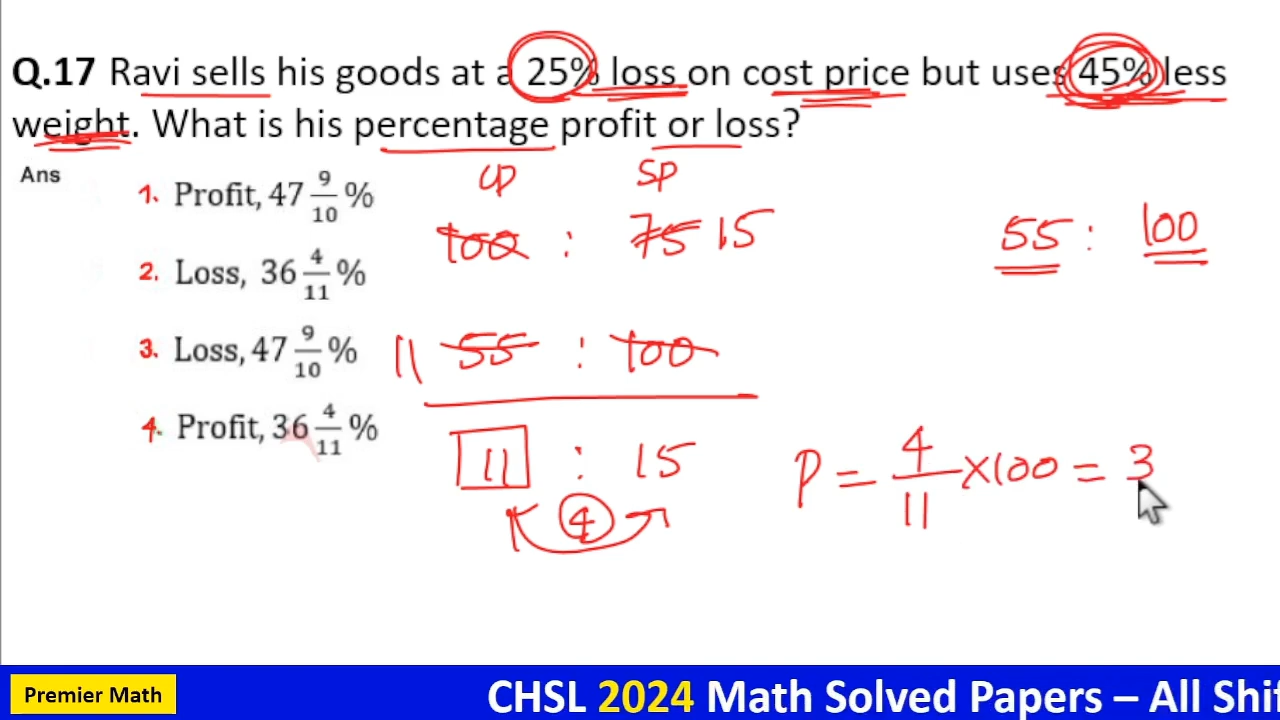 Q.17 Ravi sells his goods at a 25% loss on cost price but uses 45% less
weight. What is his percentage profit or loss?
Ans
1. Profit, 47 9/10 %
2. Loss, 36 4/11 %
3. Loss, 47 9/10 %
4. Profit, 36 4/11 %
CP SP
100 : 75 15
55 : 100
11 55 : 100
11 : 15
4
P = 4/11 × 100 = 3
Premier Math
CHSL 2024 Math Solved Papers – All Shif